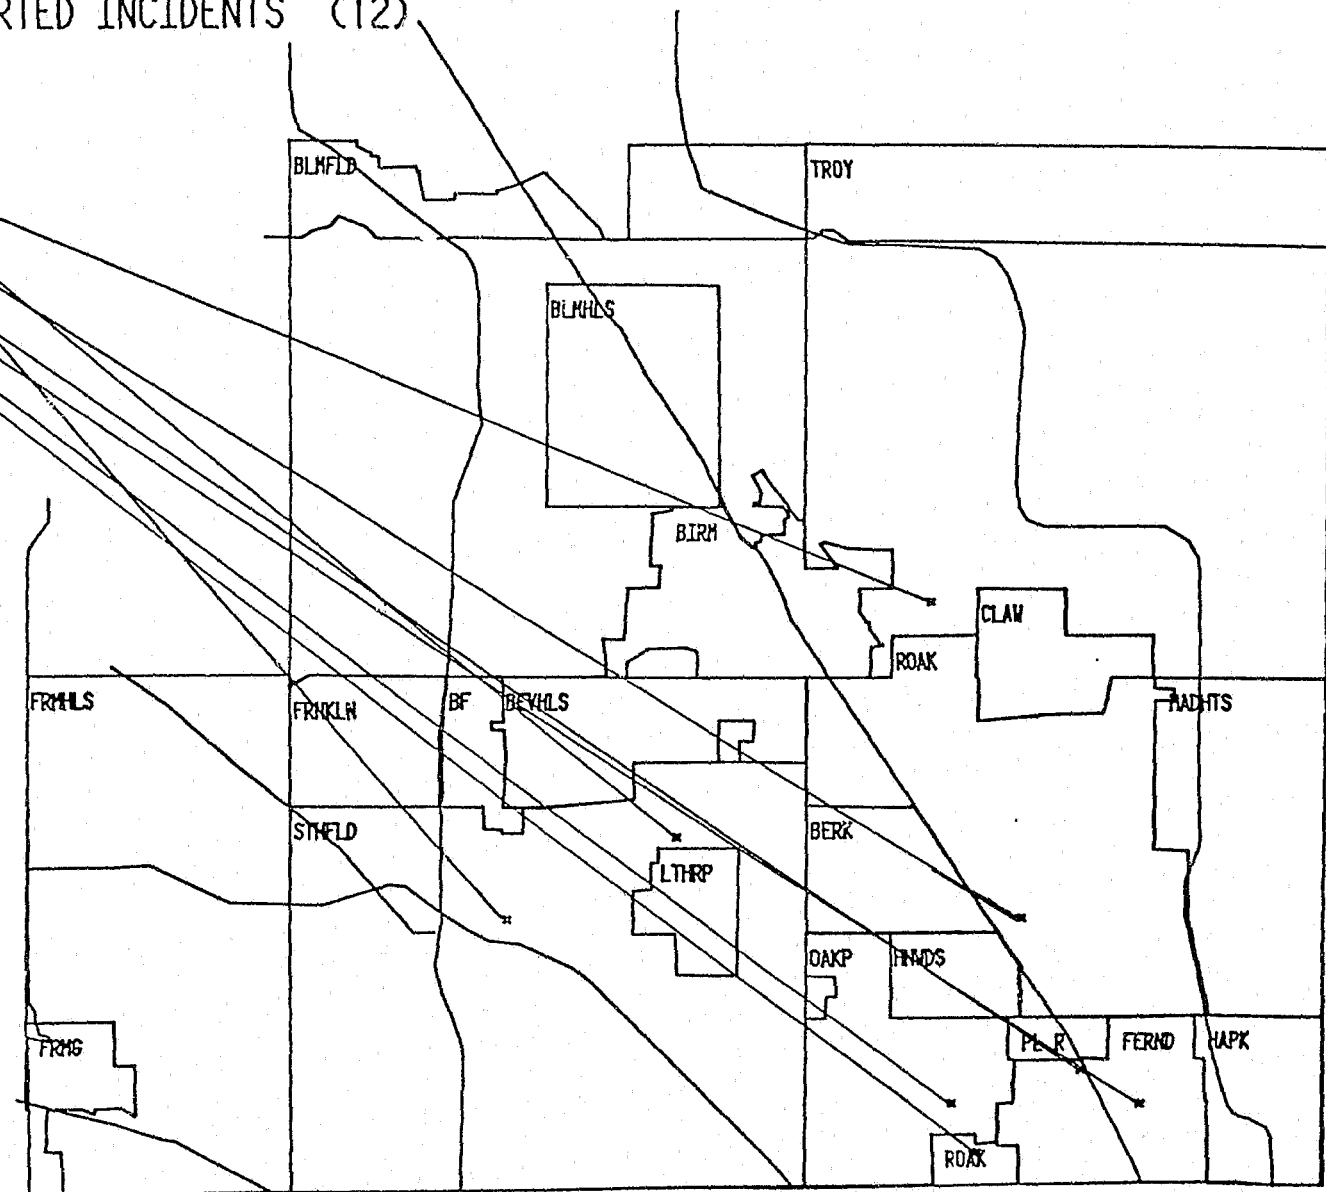 RTED INCIDENTS (T2)
BLMFLD
TROY
BLMHLS
BIRM
CLAW
ROAK
FRMHLS
FRNKLN
BF
BEVHLS
MADHTS
STHFLD
BERK
LTHRP
OAKP
HNWDS
FRMG
PL R
FERND
HAPK
ROAK